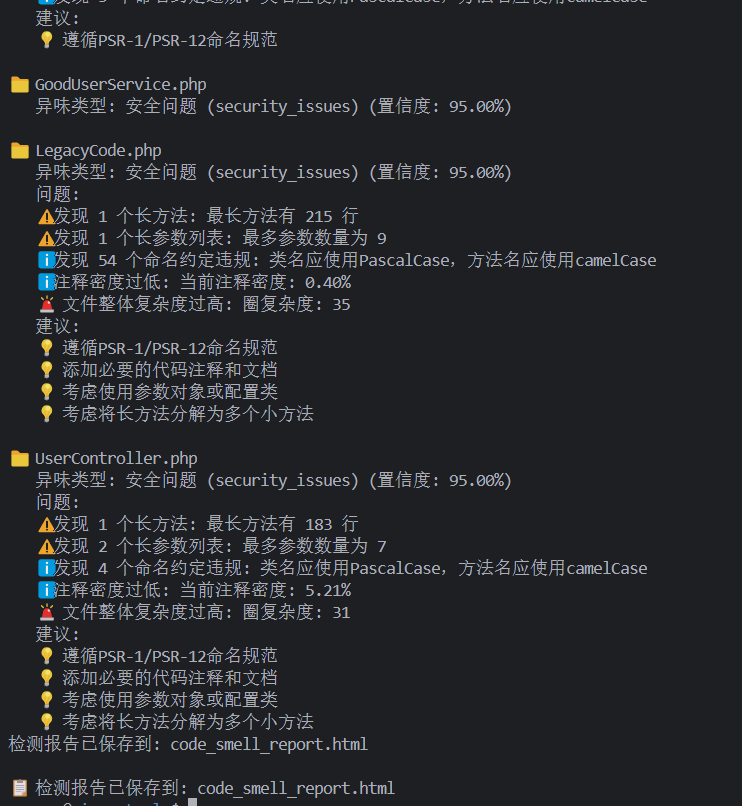 建议:
💡 遵循PSR-1/PSR-12命名规范
📁 GoodUserService.php
异味类型: 安全问题 (security_issues) (置信度: 95.00%)
📁 LegacyCode.php
异味类型: 安全问题 (security_issues) (置信度: 95.00%)
问题:
⚠️发现 1 个长方法: 最长方法有 215 行
⚠️发现 1 个长参数列表: 最多参数数量为 9
ℹ️发现 54 个命名约定违规: 类名应使用PascalCase，方法名应使用camelCase
ℹ️注释密度过低: 当前注释密度: 0.40%
🚨 文件整体复杂度过高: 圈复杂度: 35
建议:
💡 遵循PSR-1/PSR-12命名规范
💡 添加必要的代码注释和文档
💡 考虑使用参数对象或配置类
💡 考虑将长方法分解为多个小方法
📁 UserController.php
异味类型: 安全问题 (security_issues) (置信度: 95.00%)
问题:
⚠️发现 1 个长方法: 最长方法有 183 行
⚠️发现 2 个长参数列表: 最多参数数量为 7
ℹ️发现 4 个命名约定违规: 类名应使用PascalCase，方法名应使用camelCase
ℹ️注释密度过低: 当前注释密度: 5.21%
🚨 文件整体复杂度过高: 圈复杂度: 31
建议:
💡 遵循PSR-1/PSR-12命名规范
💡 添加必要的代码注释和文档
💡 考虑使用参数对象或配置类
💡 考虑将长方法分解为多个小方法
检测报告已保存到: code_smell_report.html
📋 检测报告已保存到: code_smell_report.html